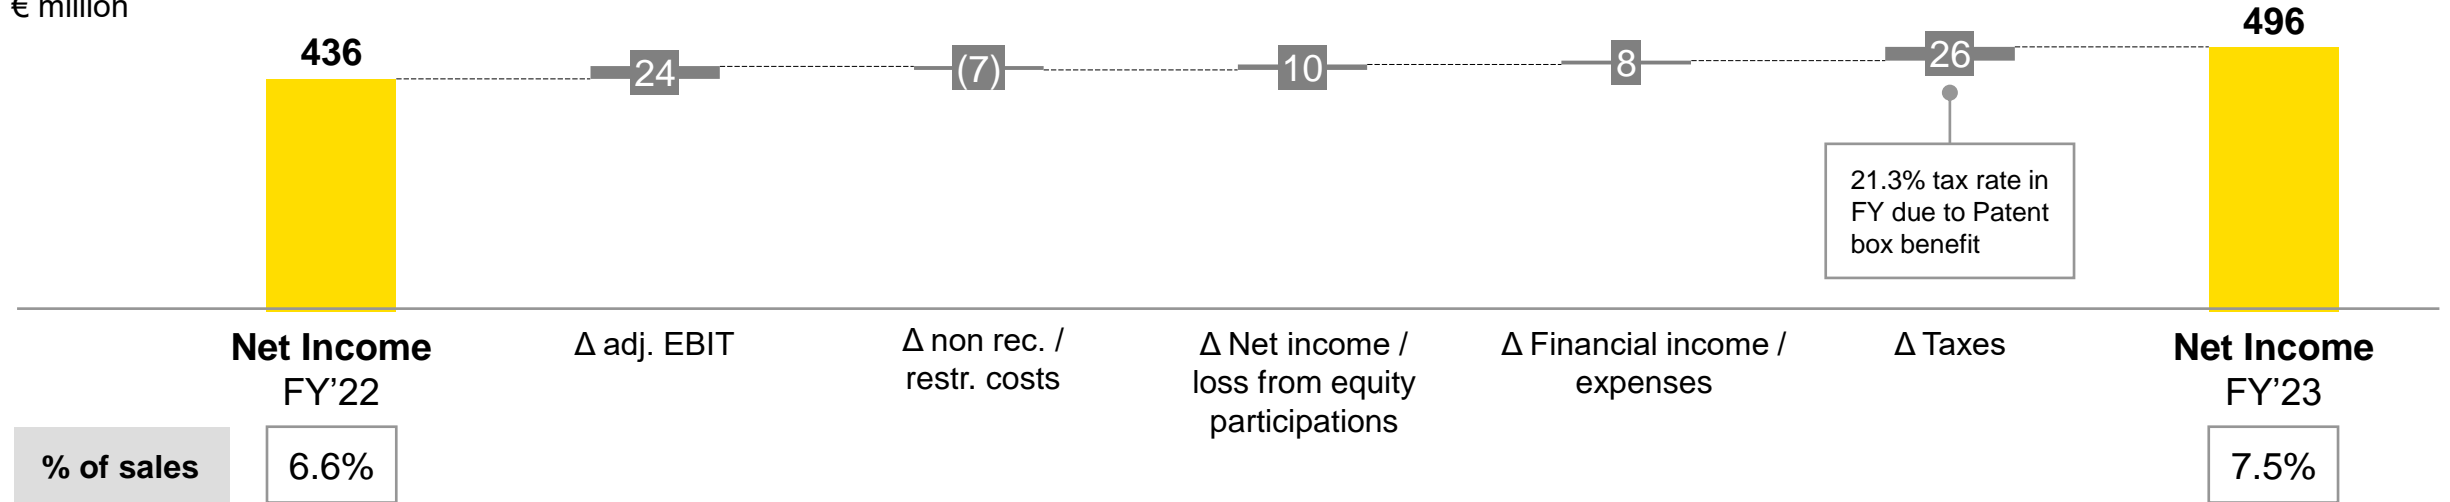 € million
436
24
(7)
10
8
26
496
21.3% tax rate in
FY due to Patent
box benefit
Net Income
FY’22
Δ adj. EBIT
Δ non rec. /
restr. costs
Δ Net income /
loss from equity
participations
Δ Financial income /
expenses
Δ Taxes
Net Income
FY’23
% of sales
6.6%
7.5%